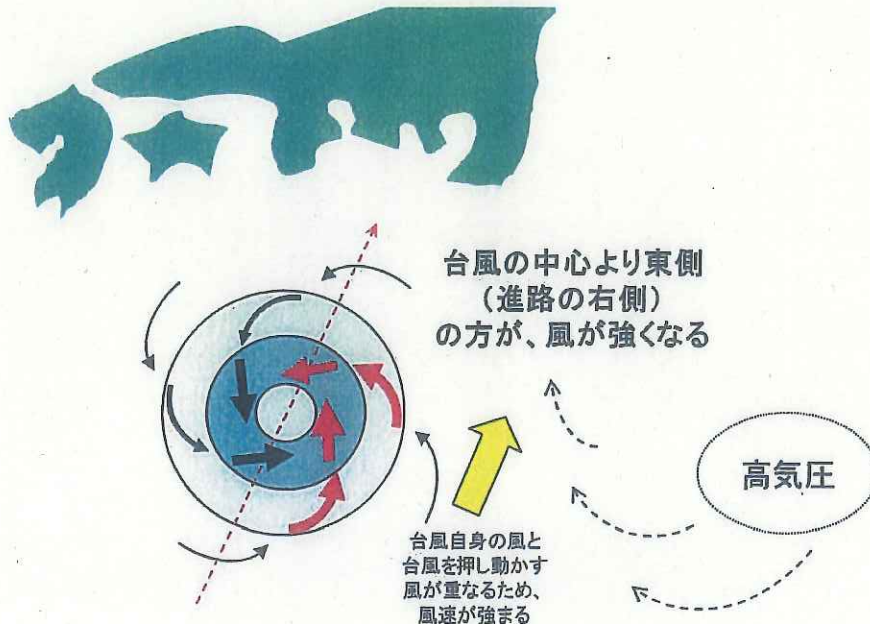 台風の中心より東側
（進路の右側）
の方が、風が強くなる
高気圧
台風自身の風と
台風を押し動かす
風が重なるため、
風速が強まる